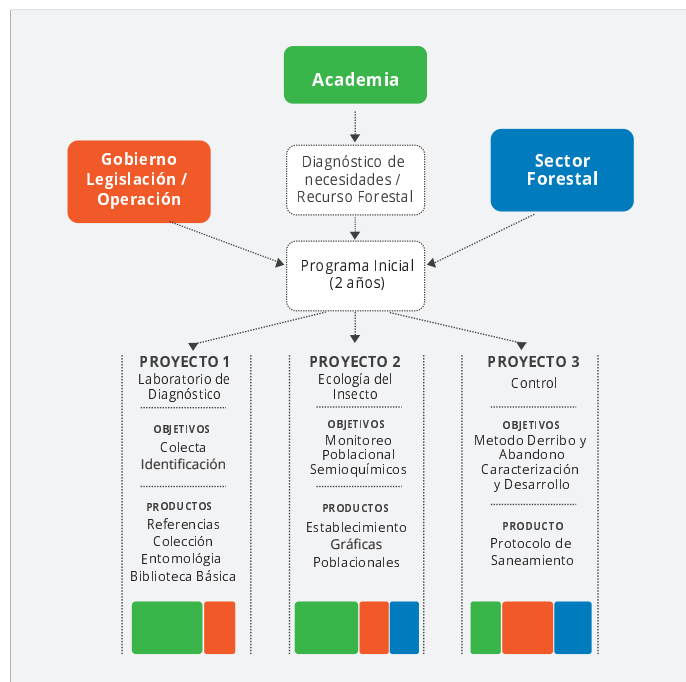 Academia
Gobierno
Legislación /
Operación
Diagnóstico de
necesidades /
Recurso Forestal
Sector
Forestal
Programa Inicial
(2 años)
PROYECTO 1
Laboratorio de
Diagnóstico
OBJETIVOS
Colecta
Identificación
PRODUCTOS
Referencias
Colección
Entomológia
Biblioteca Básica
PROYECTO 2
Ecología del
Insecto
OBJETIVOS
Monitoreo
Poblacional
Semioquímicos
PRODUCTOS
Establecimiento
Gráficas
Poblacionales
PROYECTO 3
Control
OBJETIVOS
Metodo Derribo y
Abandono
Caracterización
y Desarrollo
PRODUCTO
Protocolo de
Saneamiento